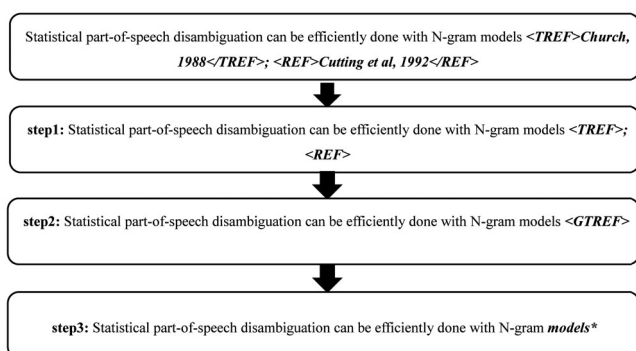 Statistical part-of-speech disambiguation can be efficiently done with N-gram models <TREF>Church,
1988</TREF>; <REF>Cutting et al, 1992</REF>
step1: Statistical part-of-speech disambiguation can be efficiently done with N-gram models <TREF>;
<REF>
step2: Statistical part-of-speech disambiguation can be efficiently done with N-gram models <GTREF>
step3: Statistical part-of-speech disambiguation can be efficiently done with N-gram models*